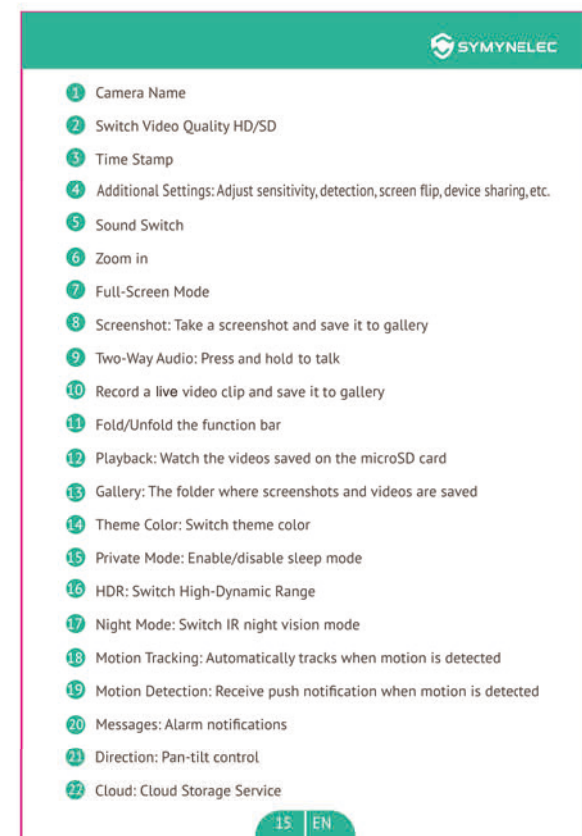 SYMYNELEC
1 Camera Name
2 Switch Video Quality HD/SD
3 Time Stamp
4 Additional Settings: Adjust sensitivity, detection, screen flip, device sharing, etc.
5 Sound Switch
6 Zoom in
7 Full-Screen Mode
8 Screenshot: Take a screenshot and save it to gallery
9 Two-Way Audio: Press and hold to talk
10 Record a live video clip and save it to gallery
11 Fold/Unfold the function bar
12 Playback: Watch the videos saved on the microSD card
13 Gallery: The folder where screenshots and videos are saved
14 Theme Color: Switch theme color
15 Private Mode: Enable/disable sleep mode
16 HDR: Switch High-Dynamic Range
17 Night Mode: Switch IR night vision mode
18 Motion Tracking: Automatically tracks when motion is detected
19 Motion Detection: Receive push notification when motion is detected
20 Messages: Alarm notifications
21 Direction: Pan-tilt control
22 Cloud: Cloud Storage Service
15 EN